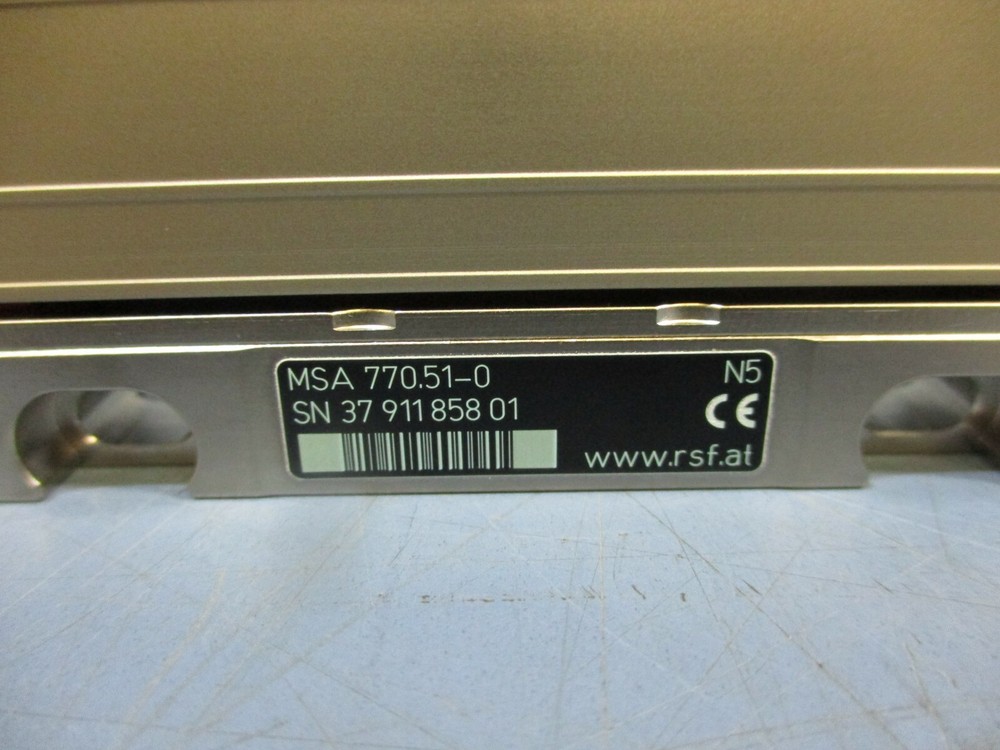 MSA 770.51-0
N5
SN 37 911 858 01
CE
www.rsf.at